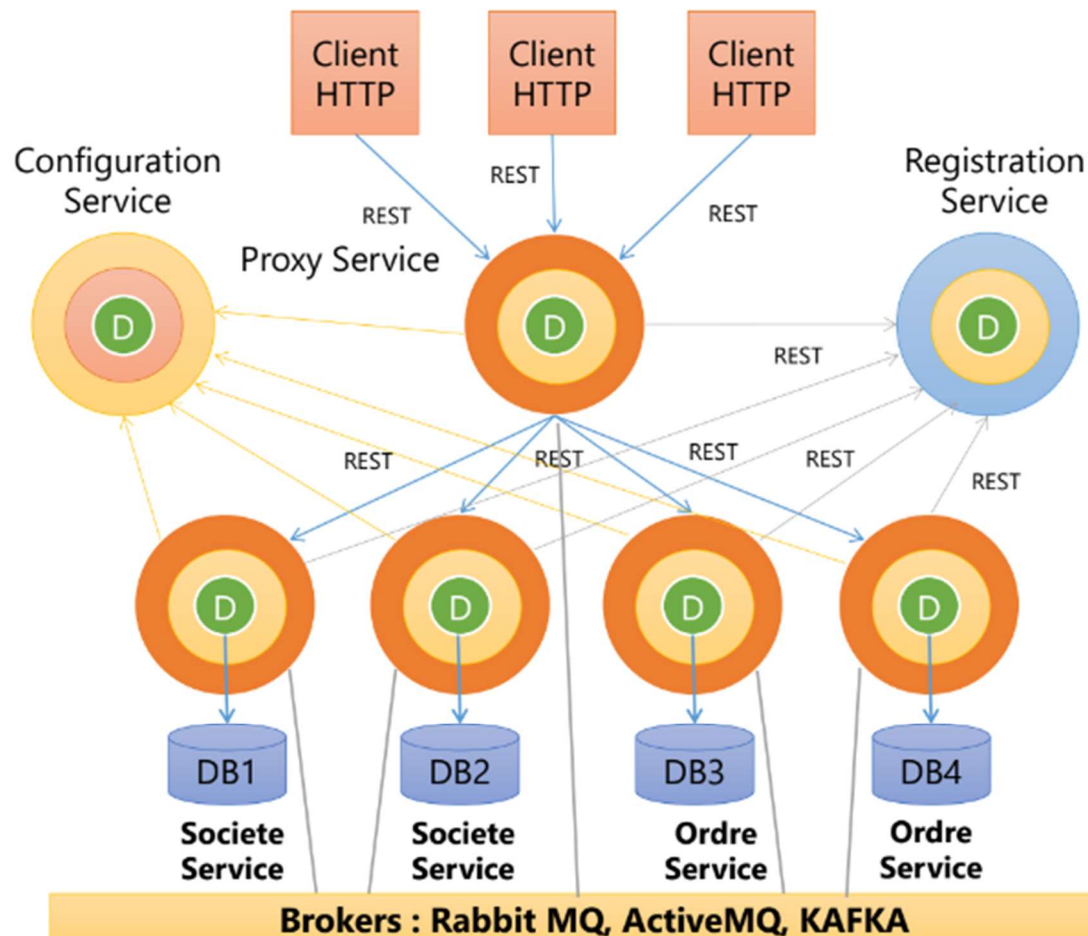 Client
HTTP
Client
HTTP
Client
HTTP
Configuration
Service
Registration
Service
REST
REST
REST
Proxy Service
D
D
D
REST
REST
REST
REST
REST
REST
D
D
D
D
DB1
DB2
DB3
DB4
Societe
Service
Societe
Service
Ordre
Service
Ordre
Service
Brokers : Rabbit MQ, ActiveMQ, KAFKA